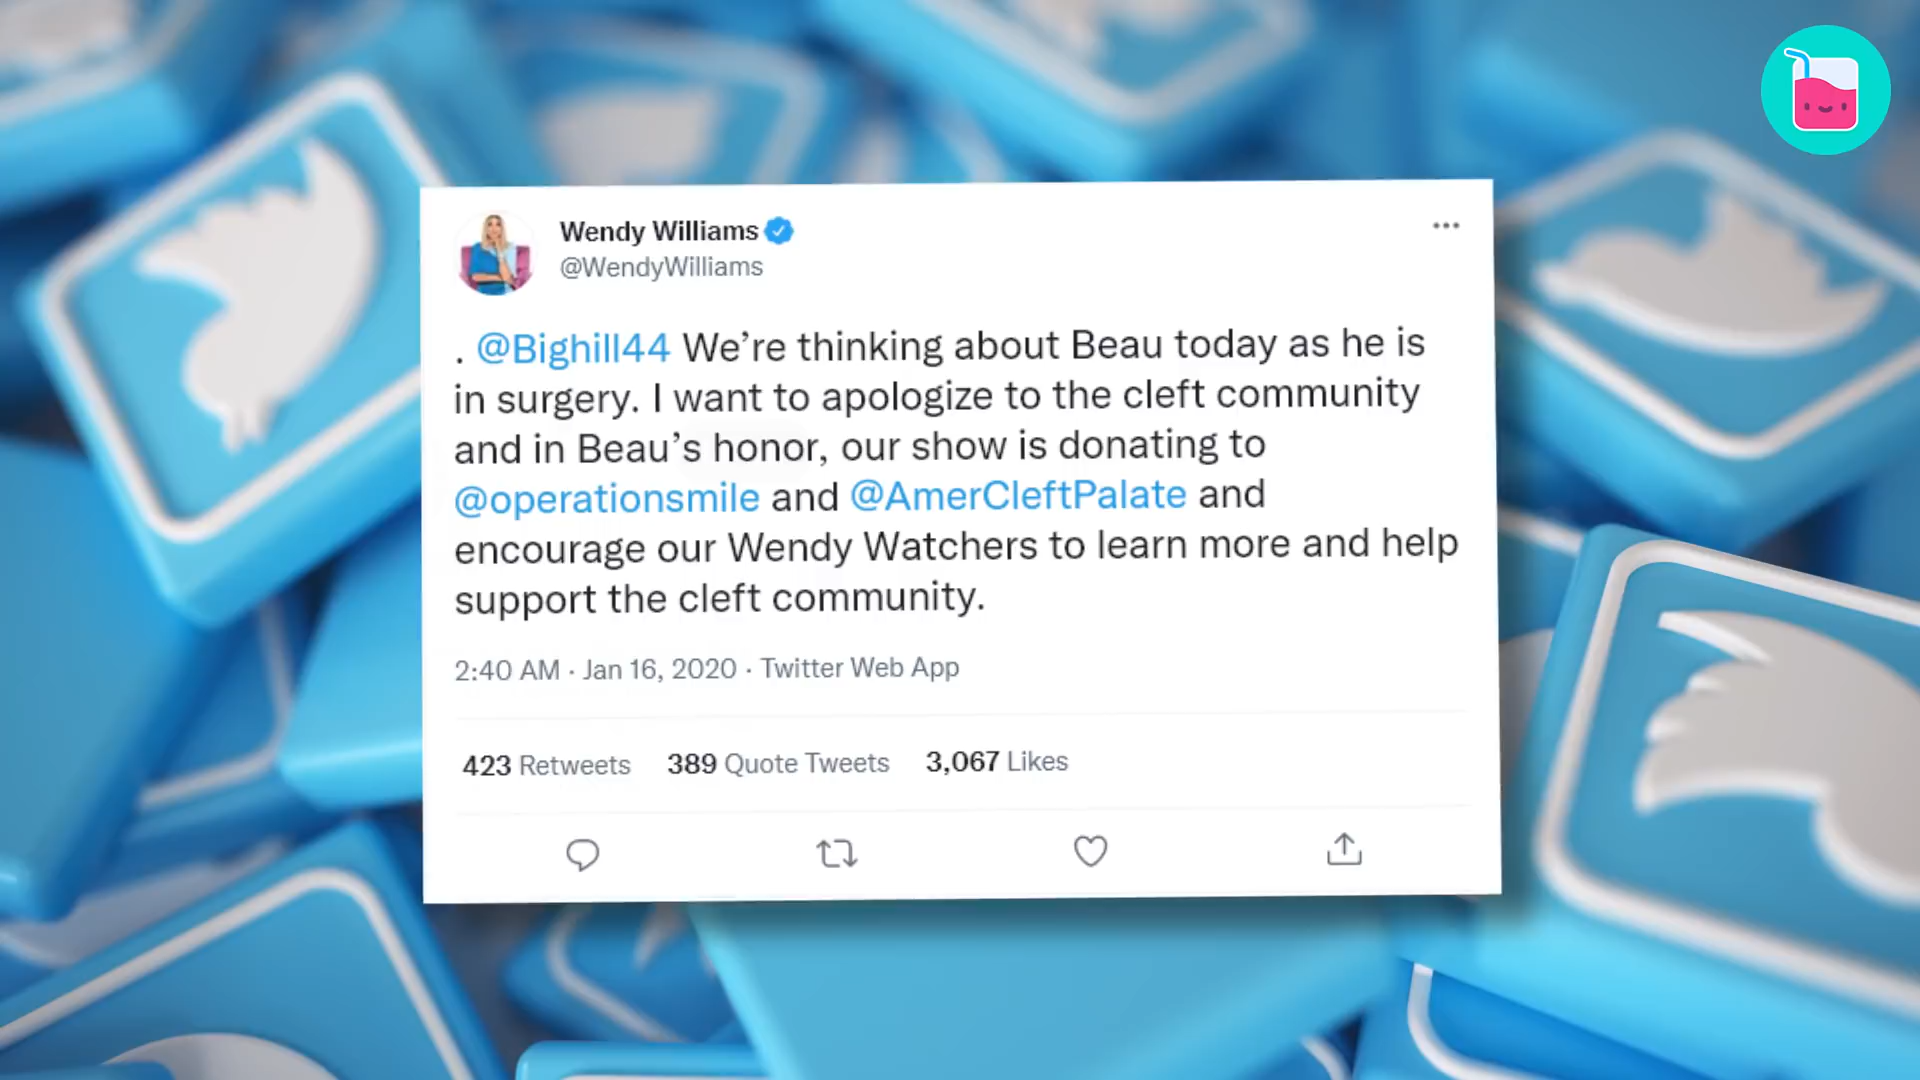 Wendy Williams
@WendyWilliams
. @Bighill44 We’re thinking about Beau today as he is
in surgery. I want to apologize to the cleft community
and in Beau’s honor, our show is donating to
@operationsmile and @AmerCleftPalate and
encourage our Wendy Watchers to learn more and help
support the cleft community.
2:40 AM · Jan 16, 2020 · Twitter Web App
423 Retweets 389 Quote Tweets 3,067 Likes